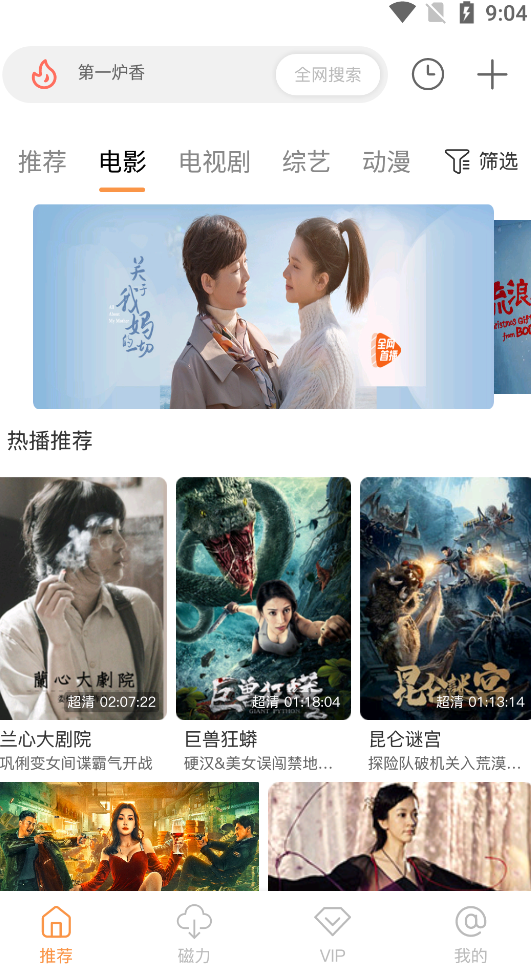 9:04
第一炉香
全网搜索
推荐 电影 电视剧 综艺 动漫 筛选
关于我妈的一切
全网首播
流浪
Christmas Gift
from BO
热播推荐
蘭心大劇院
超清 02:07:22
巨兽狂蟒
GIANT PYTHON
超清 01:18:04
昆仑谜宫
超清 01:13:14
兰心大剧院 巨兽狂蟒 昆仑谜宫
巩俐变女间谍霸气开战 硬汉&美女误闯禁地... 探险队破机关入荒漠...
推荐 磁力 VIP 我的